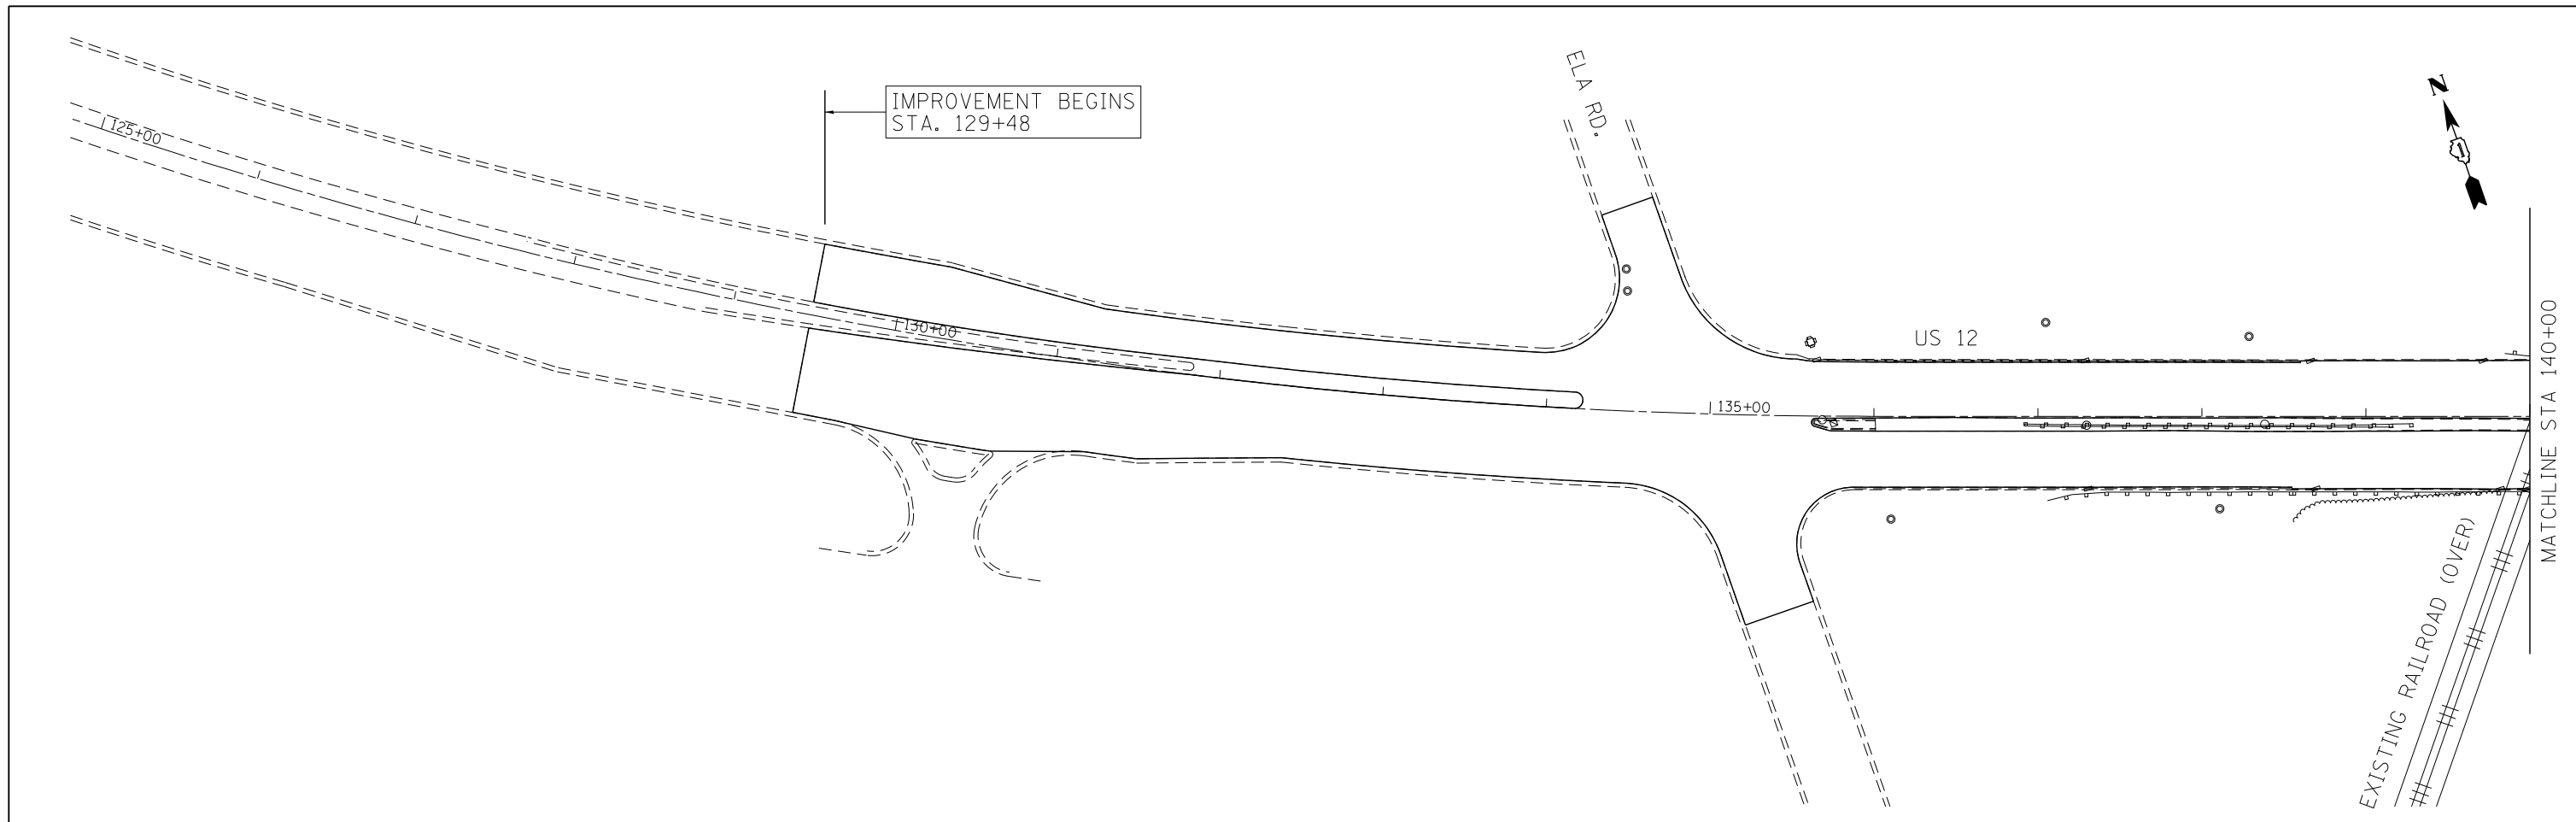 IMPROVEMENT BEGINS
STA. 129+48
ELA RD.
N
125+00
130+00
US 12
135+00
MATCHLINE STA 140+00
EXISTING RAILROAD (OVER)